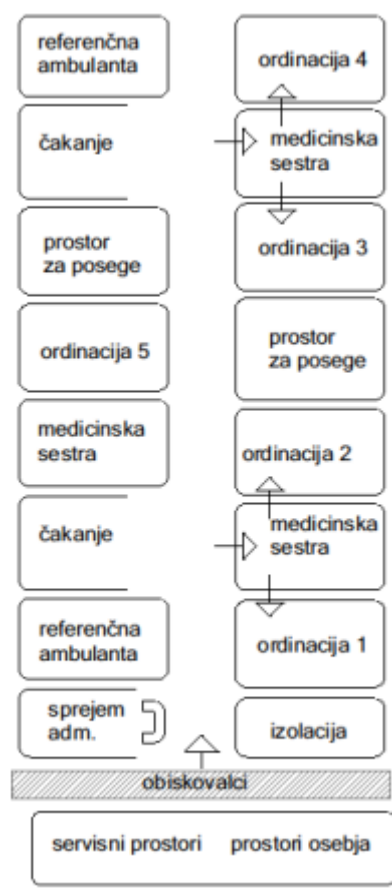 referenčna
ambulanta
ordinacija 4
čakanje
medicinska
sestra
prostor
za posege
ordinacija 3
ordinacija 5
prostor
za posege
medicinska
sestra
ordinacija 2
čakanje
medicinska
sestra
referenčna
ambulanta
ordinacija 1
sprejem
adm.
izolacija
obiskovalci
servisni prostori prostori osebja